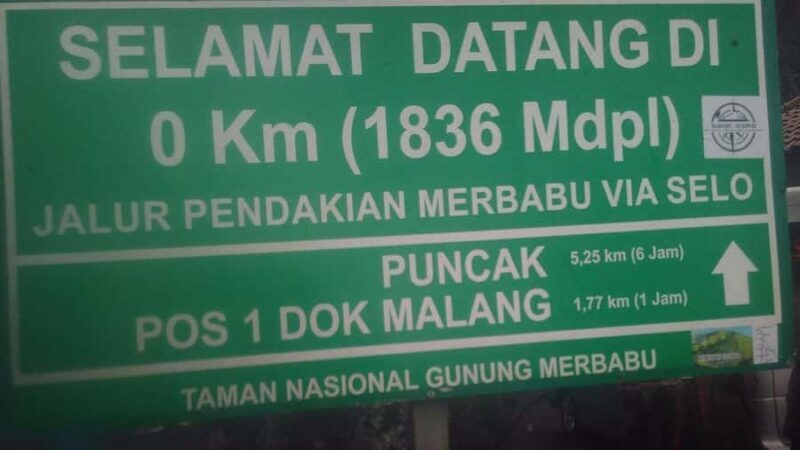 SELAMAT DATANG DI
0 Km (1836 Mdpl)
JALUR PENDAKIAN MERBABU VIA SELO
PUNCAK 5,25 km (6 Jam)
POS 1 DOK MALANG 1,77 km (1 Jam)
TAMAN NASIONAL GUNUNG MERBABU